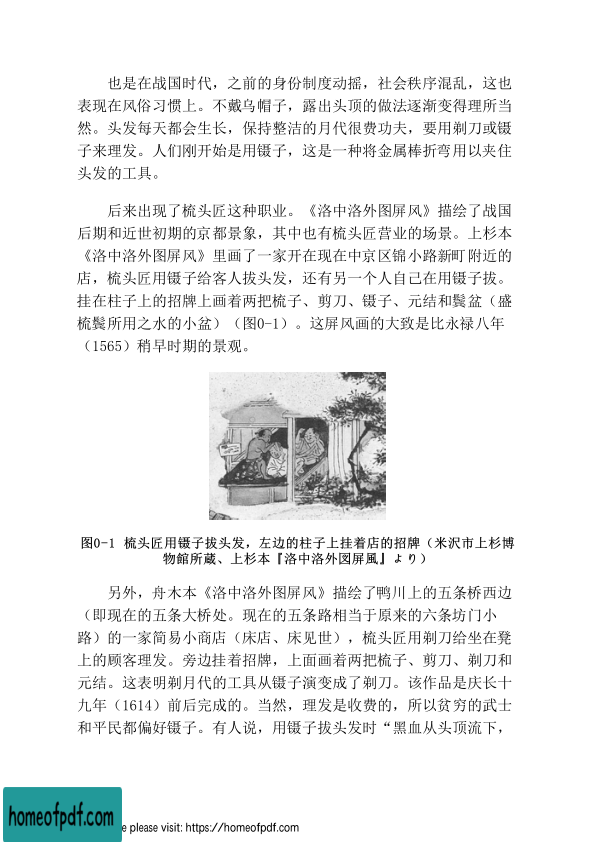 也是在战国时代，之前的身份制度动摇，社会秩序混乱，这也
表现在风俗习惯上。不戴乌帽子，露出头顶的做法逐渐变得理所当
然。头发每天都会生长，保持整洁的月代很费功夫，要用剃刀或镊
子来理发。人们刚开始是用镊子，这是一种将金属棒折弯用以夹住
头发的工具。
后来出现了梳头匠这种职业。《洛中洛外图屏风》描绘了战国
后期和近世初期的京都景象，其中也有梳头匠营业的场景。上杉本
《洛中洛外图屏风》里画了一家开在现在中京区锦小路新町附近的
店，梳头匠用镊子给客人拔头发，还有另一个人自己在用镊子拔。
挂在柱子上的招牌上画着两把梳子、剪刀、镊子、元结和鬓盆（盛
梳鬓所用之水的小盆）（图0-1）。这屏风画的大致是比永禄八年
（1565）稍早时期的景观。
图0-1 梳头匠用镊子拔头发，左边的柱子上挂着店的招牌（米沢市上杉博
物館所蔵、上杉本『洛中洛外図屏風』より）
另外，舟木本《洛中洛外图屏风》描绘了鸭川上的五条桥西边
（即现在的五条大桥处。现在的五条路相当于原来的六条坊门小
路）的一家简易小商店（床店、床见世），梳头匠用剃刀给坐在凳
上的顾客理发。旁边挂着招牌，上面画着两把梳子、剪刀、剃刀和
元结。这表明剃月代的工具从镊子演变成了剃刀。该作品是庆长十
九年（1614）前后完成的。当然，理发是收费的，所以贫穷的武士
和平民都偏好镊子。有人说，用镊子拔头发时“黑血从头顶流下，
homeofpdf.com
e please visit: https://homeofpdf.com